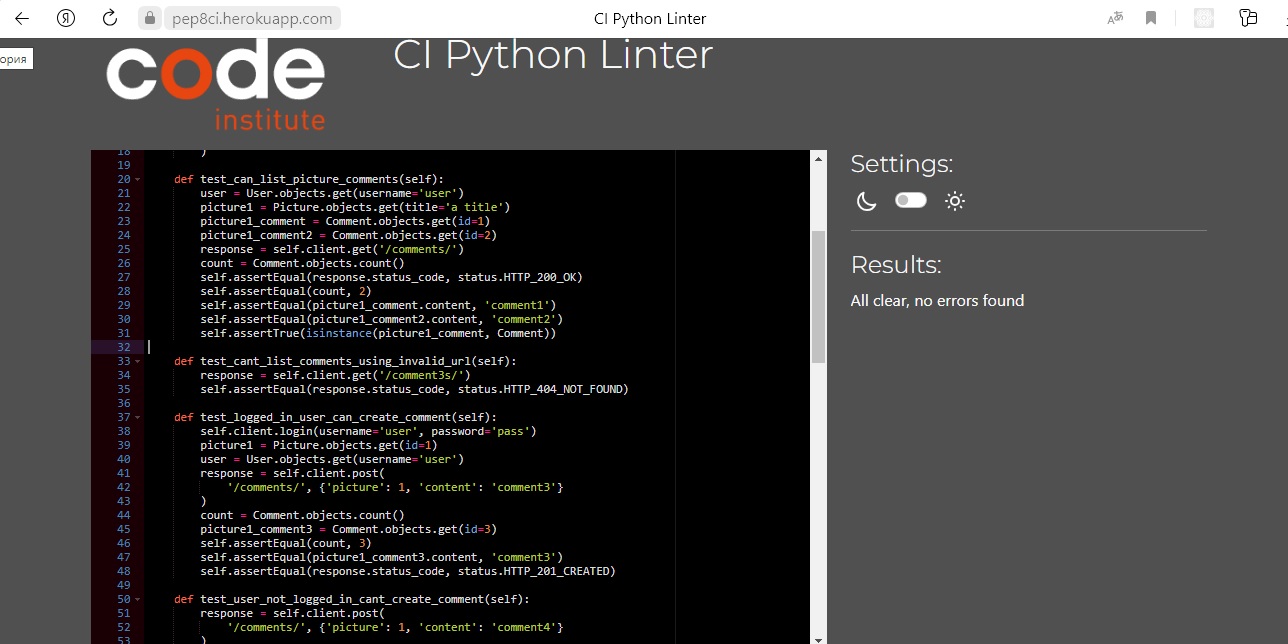 pep8ci.herokuapp.com
CI Python Linter
ория
code
institute
CI Python Linter
18 )
19
20 def test_can_list_picture_comments(self):
21 user = User.objects.get(username='user')
22 picture1 = Picture.objects.get(title='a title')
23 picture1_comment = Comment.objects.get(id=1)
24 picture1_comment2 = Comment.objects.get(id=2)
25 response = self.client.get('/comments/')
26 count = Comment.objects.count()
27 self.assertEqual(response.status_code, status.HTTP_200_OK)
28 self.assertEqual(count, 2)
29 self.assertEqual(picture1_comment.content, 'comment1')
30 self.assertEqual(picture1_comment2.content, 'comment2')
31 self.assertTrue(isinstance(picture1_comment, Comment))
32
33 def test_cant_list_comments_using_invalid_url(self):
34 response = self.client.get('/comment3s/')
35 self.assertEqual(response.status_code, status.HTTP_404_NOT_FOUND)
36
37 def test_logged_in_user_can_create_comment(self):
38 self.client.login(username='user', password='pass')
39 picture1 = Picture.objects.get(id=1)
40 user = User.objects.get(username='user')
41 response = self.client.post(
42 '/comments/', {'picture': 1, 'content': 'comment3'}
43 )
44 count = Comment.objects.count()
45 picture1_comment3 = Comment.objects.get(id=3)
46 self.assertEqual(count, 3)
47 self.assertEqual(picture1_comment3.content, 'comment3')
48 self.assertEqual(response.status_code, status.HTTP_201_CREATED)
49
50 def test_user_not_logged_in_cant_create_comment(self):
51 response = self.client.post(
52 '/comments/', {'picture': 1, 'content': 'comment4'}
53 )
Settings:
Results:
All clear, no errors found